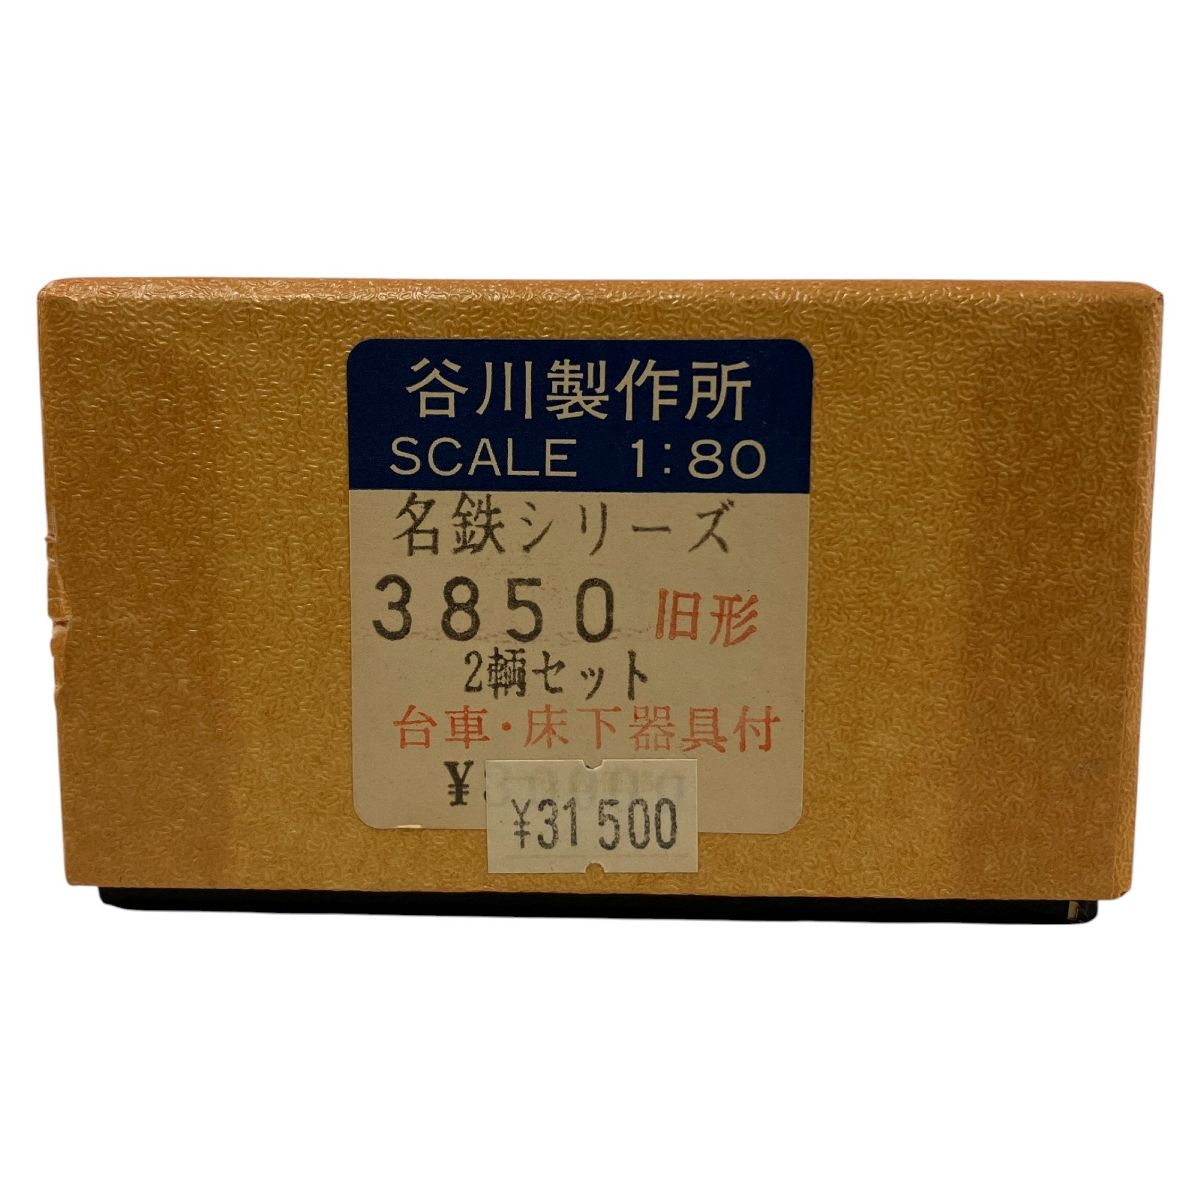 谷川製作所
SCALE 1:80
名鉄シリーズ
3850 旧形
2輌セット
台車・床下器具付
¥
¥31500